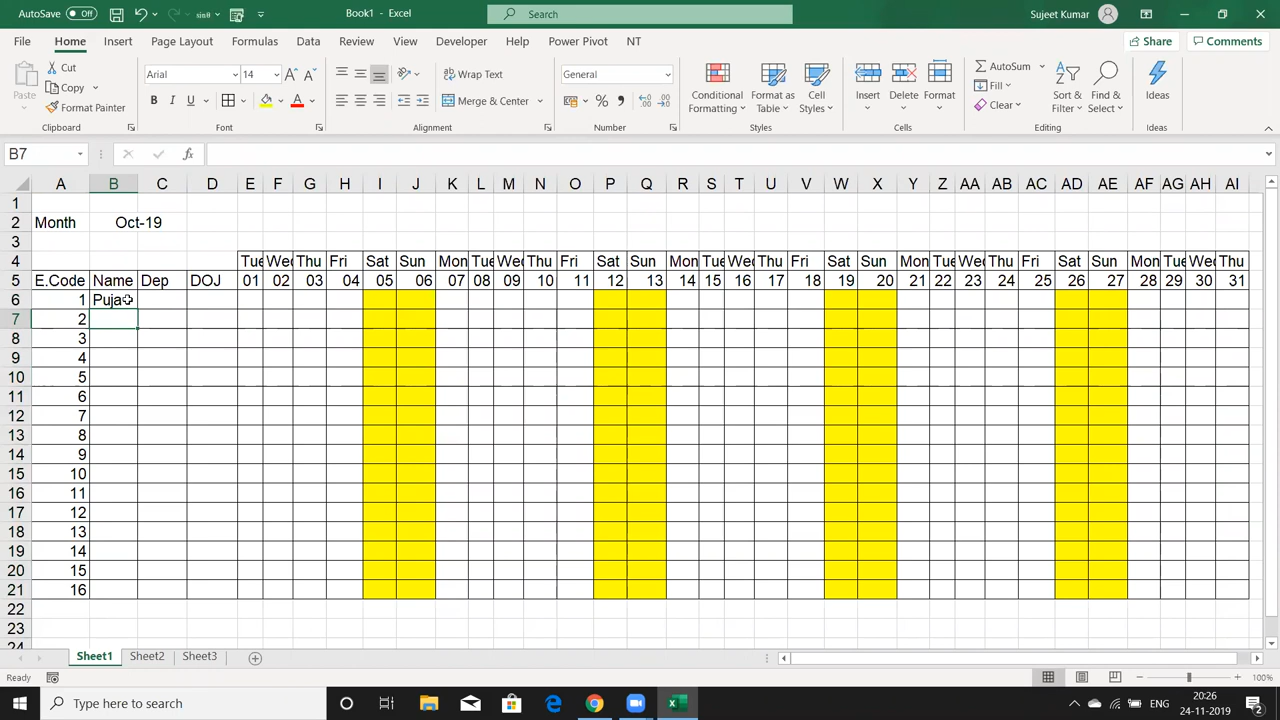 AutoSave Off
Book1 - Excel
Search
Sujeet Kumar
File Home Insert Page Layout Formulas Data Review View Developer Help Power Pivot NT
Share Comments
Paste
Cut
Copy
Format Painter
Arial 14
B I U
Wrap Text
Merge & Center
General
Conditional Formatting
Format as Table
Cell Styles
Insert Delete Format
AutoSum
Fill
Clear
Sort & Filter
Find & Select
Ideas
Clipboard Font Alignment Number Styles Cells Editing Ideas
B7
fx
A B C D E F G H I J K L M N O P Q R S T U V W X Y Z AA AB AC AD AE AF AG AH AI
1
2 Month Oct-19
3
4 Tue Wed Thu Fri Sat Sun Mon Tue Wed Thu Fri Sat Sun Mon Tue Wed Thu Fri Sat Sun Mon Tue Wed Thu Fri Sat Sun Mon Tue Wed Thu
5 E.Code Name Dep DOJ 01 02 03 04 05 06 07 08 09 10 11 12 13 14 15 16 17 18 19 20 21 22 23 24 25 26 27 28 29 30 31
6 1 Puja
7 2
8 3
9 4
10 5
11 6
12 7
13 8
14 9
15 10
16 11
17 12
18 13
19 14
20 15
21 16
22
23
24
Sheet1 Sheet2 Sheet3
Ready
100%
Type here to search
ENG
20:26
24-11-2019
2